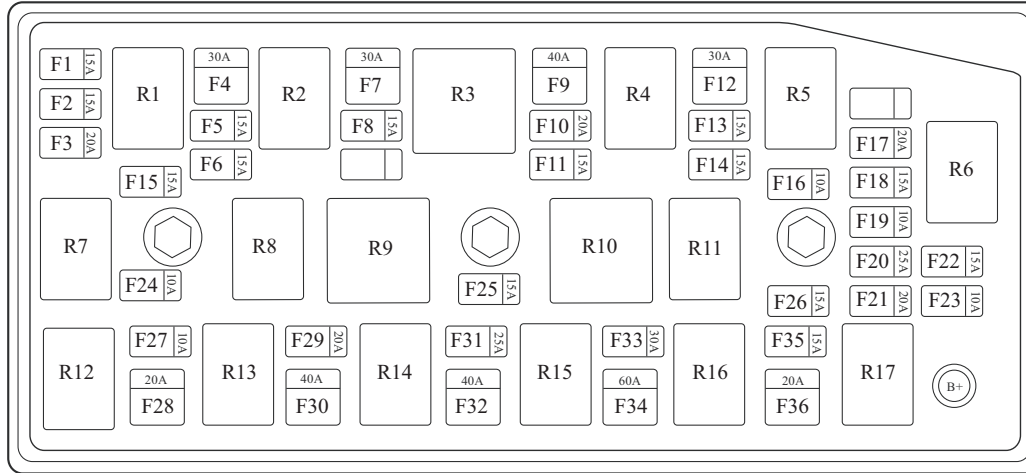 F1 15A
R1
30A
F4
R2
30A
F7
R3
40A
F9
R4
30A
F12
R5
F2 15A
F5 15A
F8 15A
F10 20A
F13 15A
F3 20A
F6 15A
F11 15A
F14 15A
F17 20A
R6
F15 15A
F16 10A
F18 15A
F19 10A
R7
R8
R9
R10
R11
F20 25A
F22 15A
F24 10A
F25 15A
F26 15A
F21 20A
F23 10A
R12
F27 10A
R13
F29 20A
R14
F31 25A
R15
F33 30A
R16
F35 15A
R17
20A
F28
40A
F30
40A
F32
60A
F34
20A
F36
B+